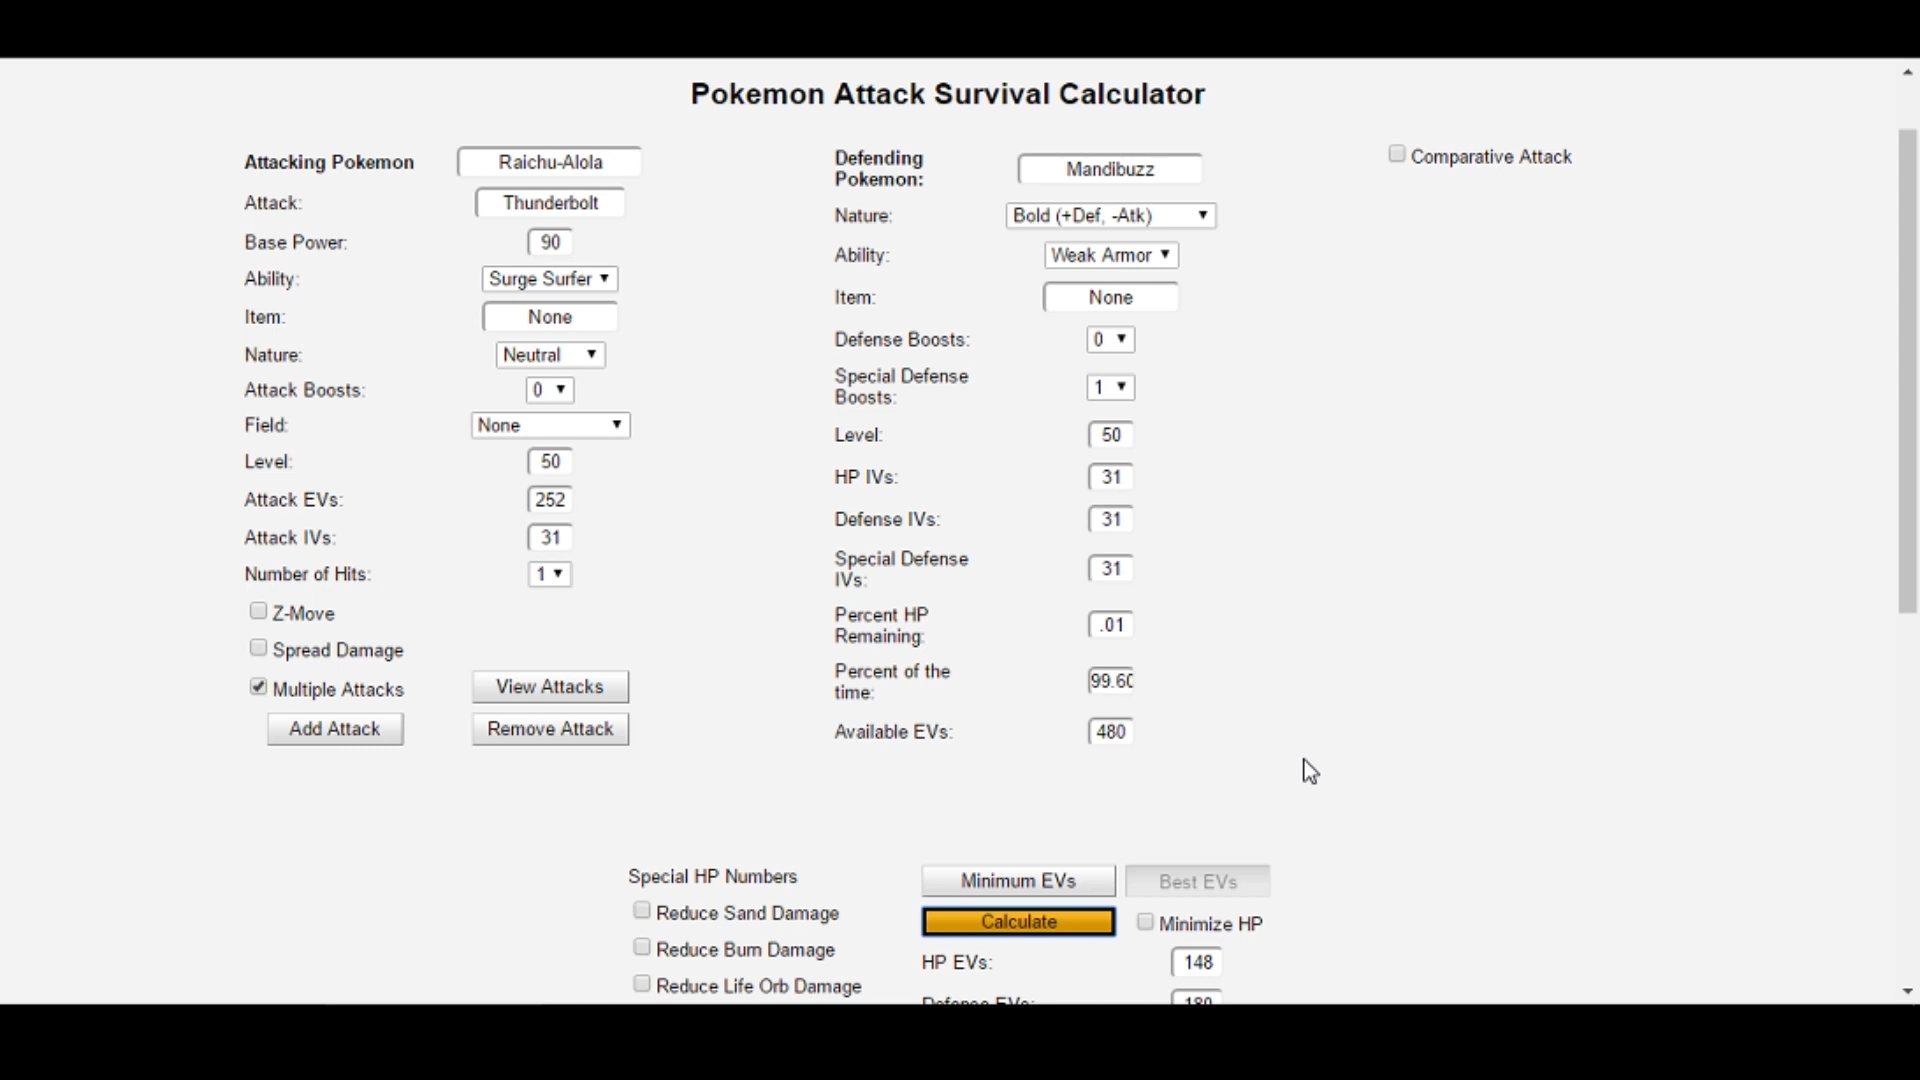 Pokemon Attack Survival Calculator
Attacking Pokemon Raichu-Alola
Attack: Thunderbolt
Base Power: 90
Ability: Surge Surfer
Item: None
Nature: Neutral
Attack Boosts: 0
Field: None
Level: 50
Attack EVs: 252
Attack IVs: 31
Number of Hits: 1
Z-Move
Spread Damage
Multiple Attacks View Attacks
Add Attack Remove Attack
Defending
Pokemon: Mandibuzz
Nature: Bold (+Def, -Atk)
Ability: Weak Armor
Item: None
Defense Boosts: 0
Special Defense
Boosts: 1
Level: 50
HP IVs: 31
Defense IVs: 31
Special Defense
IVs: 31
Percent HP
Remaining: .01
Percent of the
time: 99.60
Available EVs: 480
Comparative Attack
Special HP Numbers
Reduce Sand Damage
Reduce Burn Damage
Reduce Life Orb Damage
Minimum EVs Best EVs
Calculate Minimize HP
HP EVs: 148
Defense EVs: 180